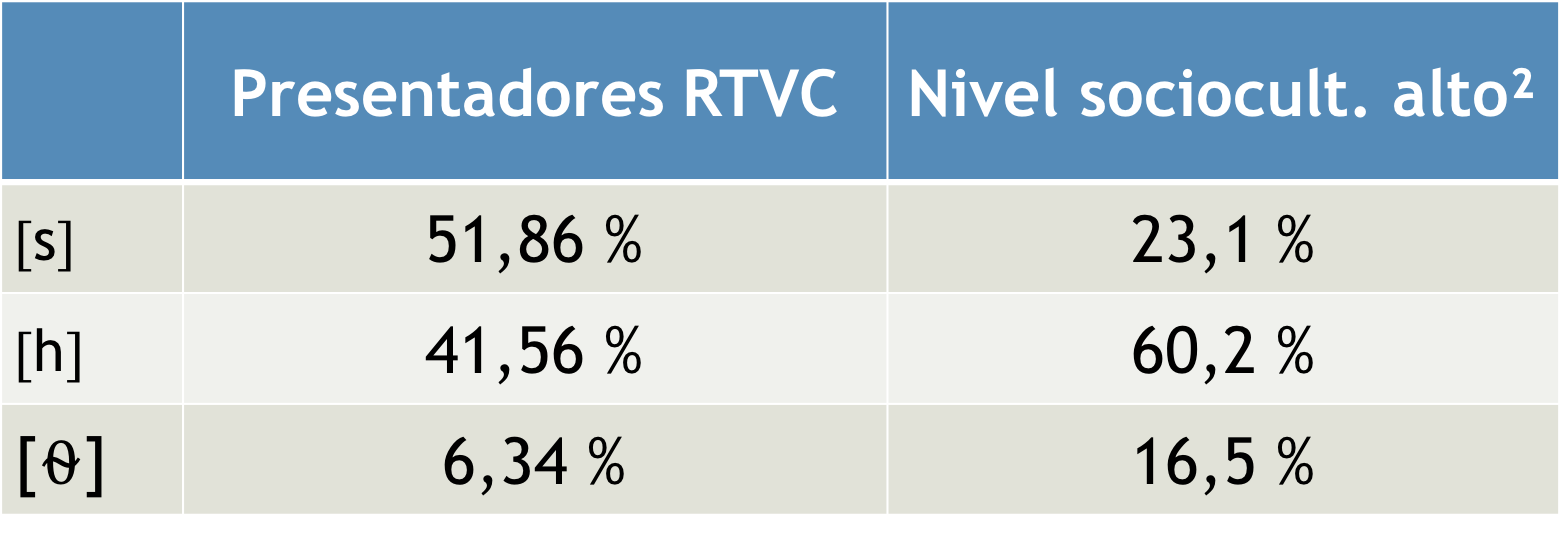 Presentadores RTVC Nivel sociocult. alto²
[s] 51,86 % 23,1 %
[h] 41,56 % 60,2 %
[ϑ] 6,34 % 16,5 %